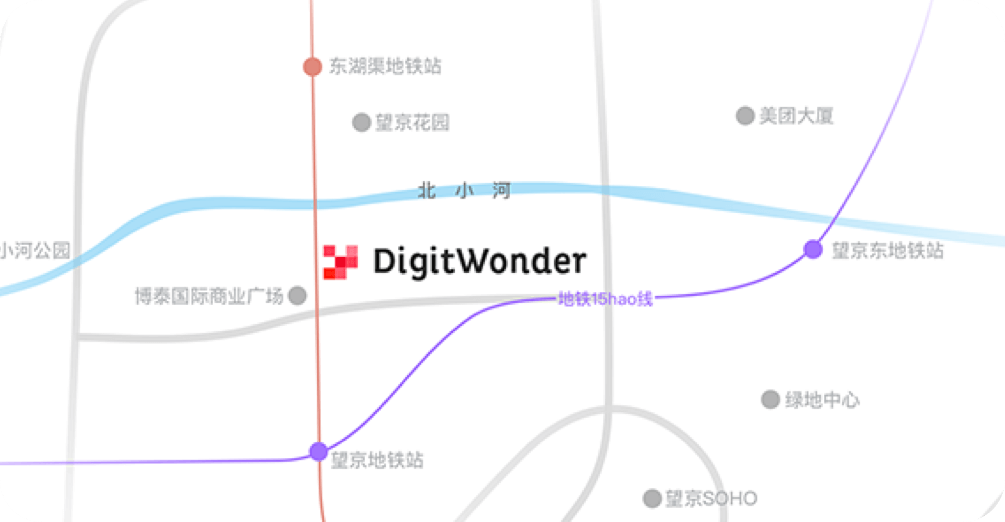 东湖渠地铁站
美团大厦
望京花园
北 小 河
小河公园
望京东地铁站
DigitWonder
博泰国际商业广场
地铁15hao线
绿地中心
望京地铁站
望京SOHO